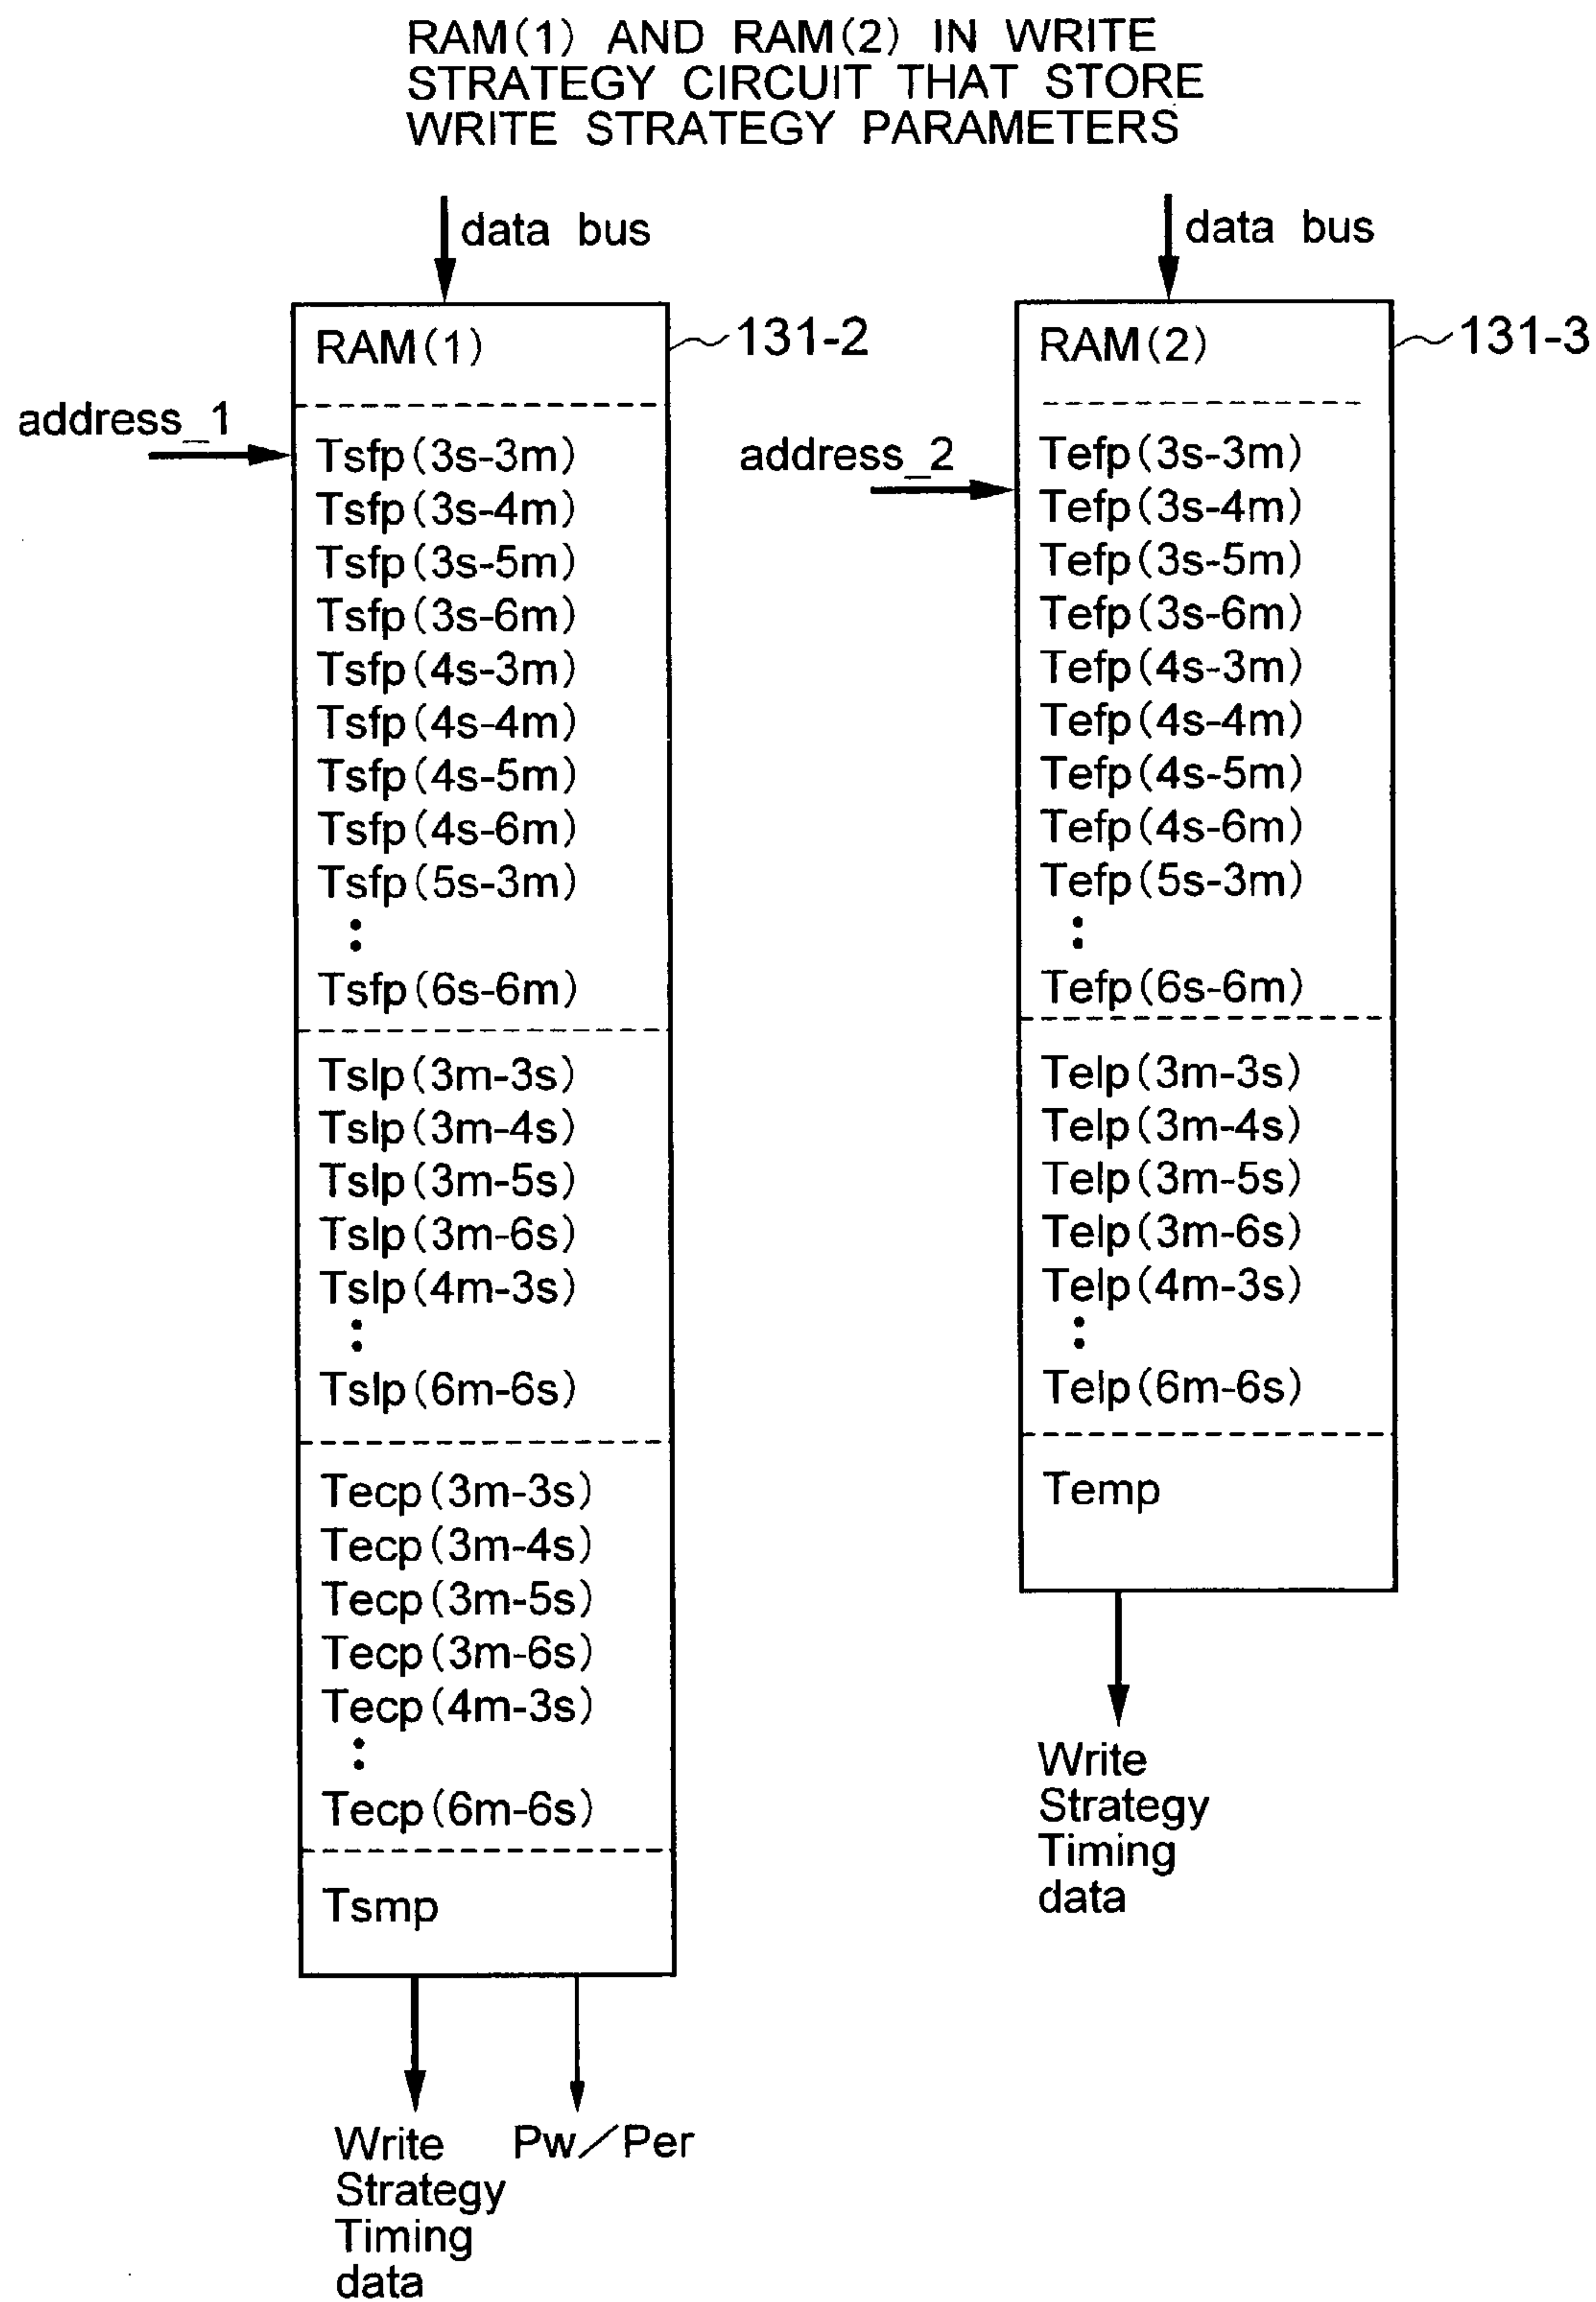 RAM(1) AND RAM(2) IN WRITE
STRATEGY CIRCUIT THAT STORE
WRITE STRATEGY PARAMETERS
data bus
RAM(1)
131-2
address_1
Tsfp(3s-3m)
Tsfp(3s-4m)
Tsfp(3s-5m)
Tsfp(3s-6m)
Tsfp(4s-3m)
Tsfp(4s-4m)
Tsfp(4s-5m)
Tsfp(4s-6m)
Tsfp(5s-3m)
:
Tsfp(6s-6m)
Tslp(3m-3s)
Tslp(3m-4s)
Tslp(3m-5s)
Tslp(3m-6s)
Tslp(4m-3s)
:
Tslp(6m-6s)
Tecp(3m-3s)
Tecp(3m-4s)
Tecp(3m-5s)
Tecp(3m-6s)
Tecp(4m-3s)
:
Tecp(6m-6s)
Tsmp
Write
Strategy
Timing
data
Pw/Per
data bus
RAM(2)
131-3
address_2
Tefp(3s-3m)
Tefp(3s-4m)
Tefp(3s-5m)
Tefp(3s-6m)
Tefp(4s-3m)
Tefp(4s-4m)
Tefp(4s-5m)
Tefp(4s-6m)
Tefp(5s-3m)
:
Tefp(6s-6m)
Telp(3m-3s)
Telp(3m-4s)
Telp(3m-5s)
Telp(3m-6s)
Telp(4m-3s)
:
Telp(6m-6s)
Temp
Write
Strategy
Timing
data